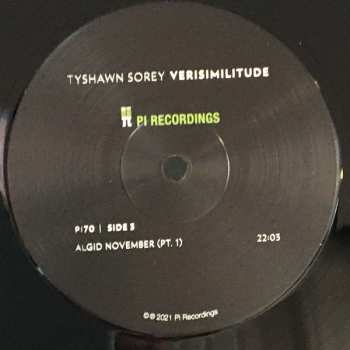 TYSHAWN SOREY VERISIMILITUDE
PI RECORDINGS
PI70 | SIDE 3
ALGID NOVEMBER (PT. 1) 22:03
℗© 2021 Pi Recordings